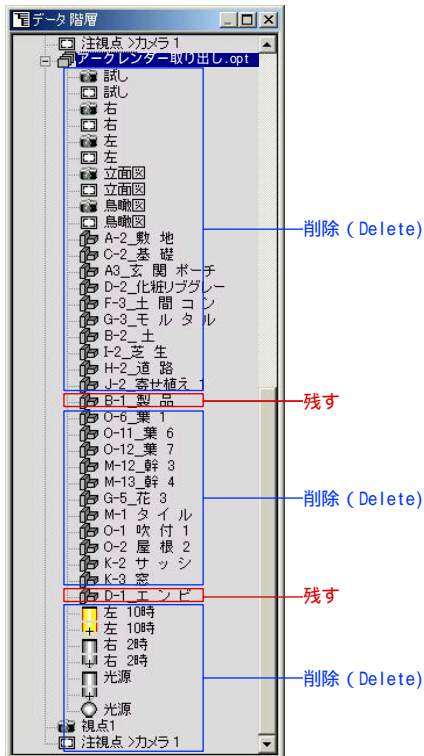 データ階層
注視点>カメラ1
アークレンダー取り出し.opt
試し
試し
右
右
左
左
立面図
立面図
鳥瞰図
鳥瞰図
A-2_敷 地
削除（Delete)
C-2_基 礎
A3_玄 関 ポーチ
D-2_化粧リブグレー
F-3_土 間 コン
G-3_モ ル タ ル
B-2_ 土
I-2_芝 生
H-2_道 路
J-2_寄せ植え 1
B-1_製 品
残す
O-6_葉 1
O-11_葉 6
O-12_葉 7
M-12_幹 3
M-13_幹 4
G-5_花 3
削除（Delete)
M-1 タ イ ル
O-1 吹 付 1
O-2 屋 根 2
K-2 サ ッ シ
K-3 窓
D-1_エ ン ビ
残す
左 10時
左 10時
右 2時
右 2時
光源
削除（Delete)
光源
視点1
注視点>カメラ1